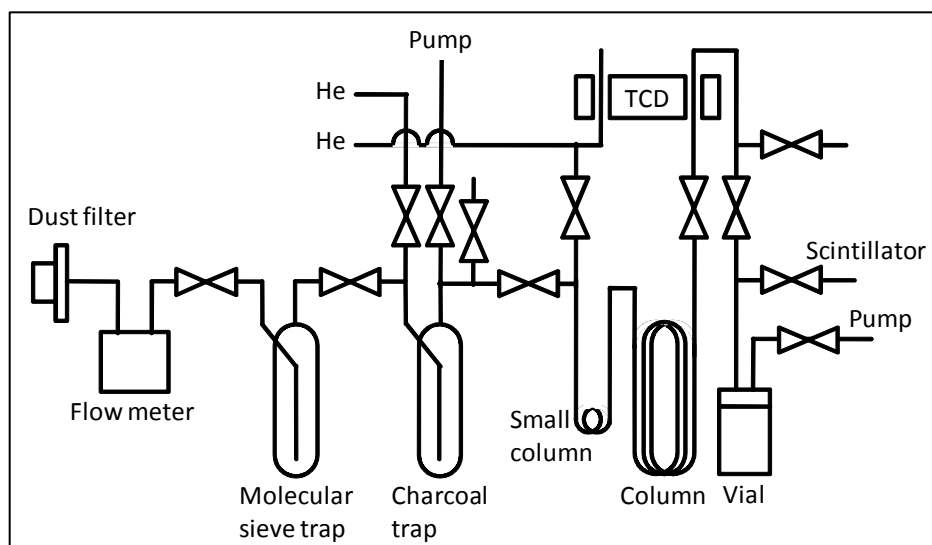 Pump
He
TCD
He
Dust filter
Scintillator
Pump
Flow meter
Small
column
Molecular
sieve trap
Charcoal
trap
Column
Vial